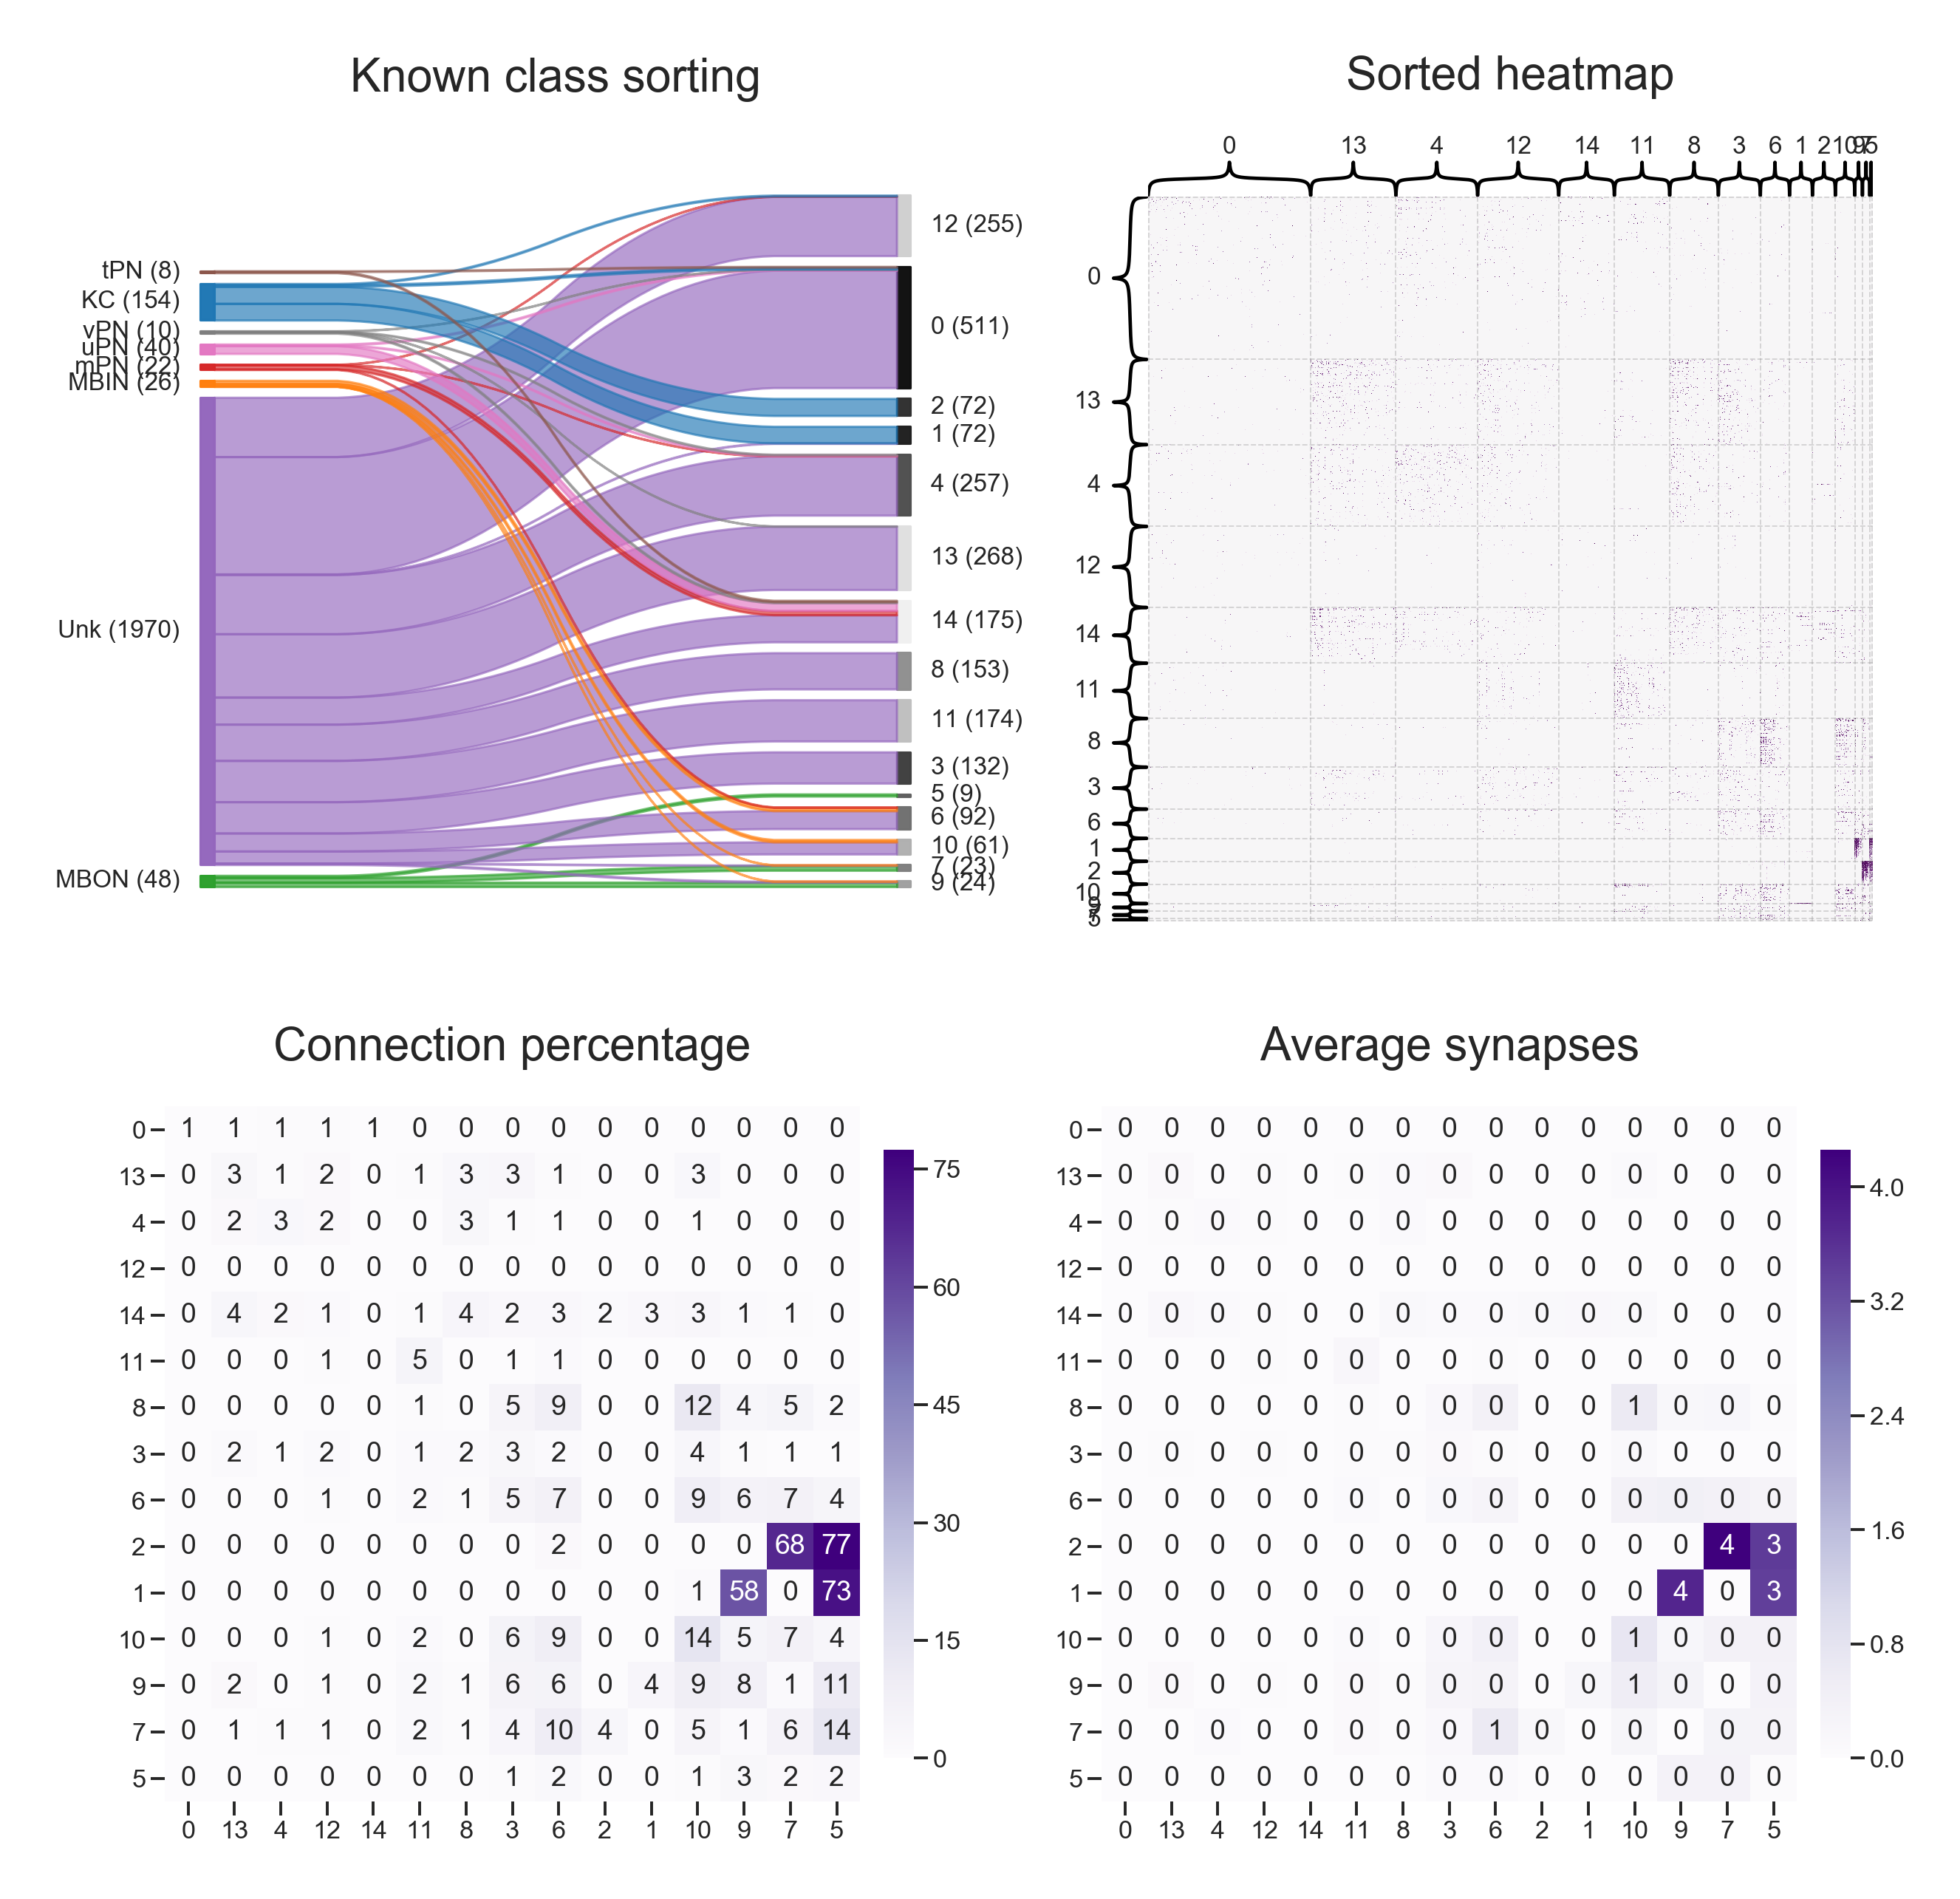 Known class sorting
tPN (8)
KC (154)
vPN (10)
uPN (40)
mPN (22)
MBIN (26)
Unk (1970)
MBON (48)
12 (255)
0 (511)
2 (72)
1 (72)
4 (257)
13 (268)
14 (175)
8 (153)
11 (174)
3 (132)
5 (9)
6 (92)
10 (61)
7 (23)
9 (24)
Sorted heatmap
0 13 4 12 14 11 8 3 6 1 2 10 9 7 5
0
13
4
12
14
11
8
3
6
1
2
10
9
7
5
Connection percentage
0 1 1 1 1 1 0 0 0 0 0 0 0 0 0 0
13 0 3 1 2 0 1 3 3 1 0 0 3 0 0 0
4 0 2 3 2 0 0 3 1 1 0 0 1 0 0 0
12 0 0 0 0 0 0 0 0 0 0 0 0 0 0 0
14 0 4 2 1 0 1 4 2 3 2 3 3 1 1 0
11 0 0 0 1 0 5 0 1 1 0 0 0 0 0 0
8 0 0 0 0 0 1 0 5 9 0 0 12 4 5 2
3 0 2 1 2 0 1 2 3 2 0 0 4 1 1 1
6 0 0 0 1 0 2 1 5 7 0 0 9 6 7 4
2 0 0 0 0 0 0 0 0 2 0 0 0 0 68 77
1 0 0 0 0 0 0 0 0 0 0 0 1 58 0 73
10 0 0 0 1 0 2 0 6 9 0 0 14 5 7 4
9 0 2 0 1 0 2 1 6 6 0 4 9 8 1 11
7 0 1 1 1 0 2 1 4 10 4 0 5 1 6 14
5 0 0 0 0 0 0 0 1 2 0 0 1 3 2 2
0 13 4 12 14 11 8 3 6 2 1 10 9 7 5
75
60
45
30
15
0
Average synapses
0 0 0 0 0 0 0 0 0 0 0 0 0 0 0 0
13 0 0 0 0 0 0 0 0 0 0 0 0 0 0 0
4 0 0 0 0 0 0 0 0 0 0 0 0 0 0 0
12 0 0 0 0 0 0 0 0 0 0 0 0 0 0 0
14 0 0 0 0 0 0 0 0 0 0 0 0 0 0 0
11 0 0 0 0 0 0 0 0 0 0 0 0 0 0 0
8 0 0 0 0 0 0 0 0 0 0 0 1 0 0 0
3 0 0 0 0 0 0 0 0 0 0 0 0 0 0 0
6 0 0 0 0 0 0 0 0 0 0 0 0 0 0 0
2 0 0 0 0 0 0 0 0 0 0 0 0 0 4 3
1 0 0 0 0 0 0 0 0 0 0 0 0 4 0 3
10 0 0 0 0 0 0 0 0 0 0 0 1 0 0 0
9 0 0 0 0 0 0 0 0 0 0 0 1 0 0 0
7 0 0 0 0 0 0 0 0 1 0 0 0 0 0 0
5 0 0 0 0 0 0 0 0 0 0 0 0 0 0 0
0 13 4 12 14 11 8 3 6 2 1 10 9 7 5
4.0
3.2
2.4
1.6
0.8
0.0